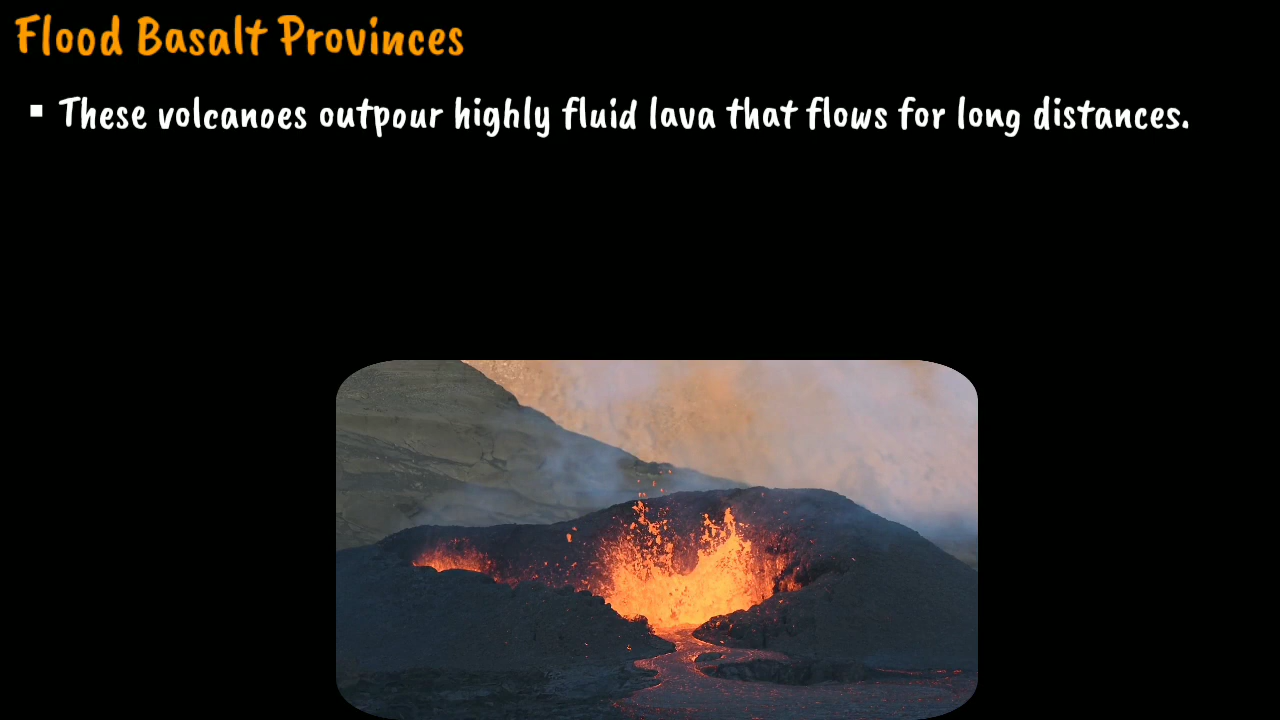 Flood Basalt Provinces
▪ These volcanoes outpour highly fluid lava that flows for long distances.